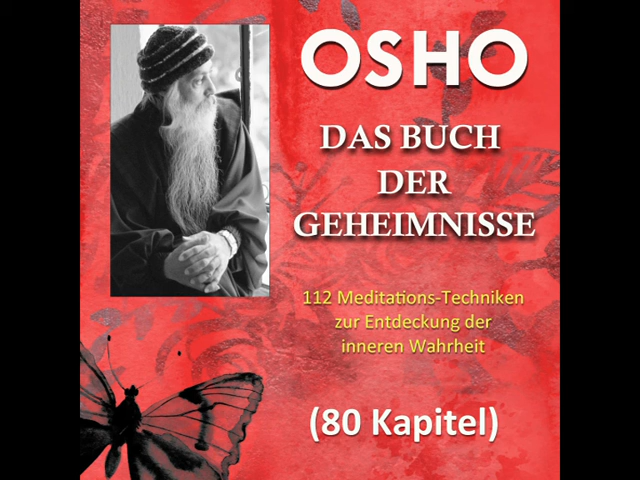 OSHO
DAS BUCH
DER
GEHEIMNISSE
112 Meditations-Techniken
zur Entdeckung der
inneren Wahrheit
(80 Kapitel)